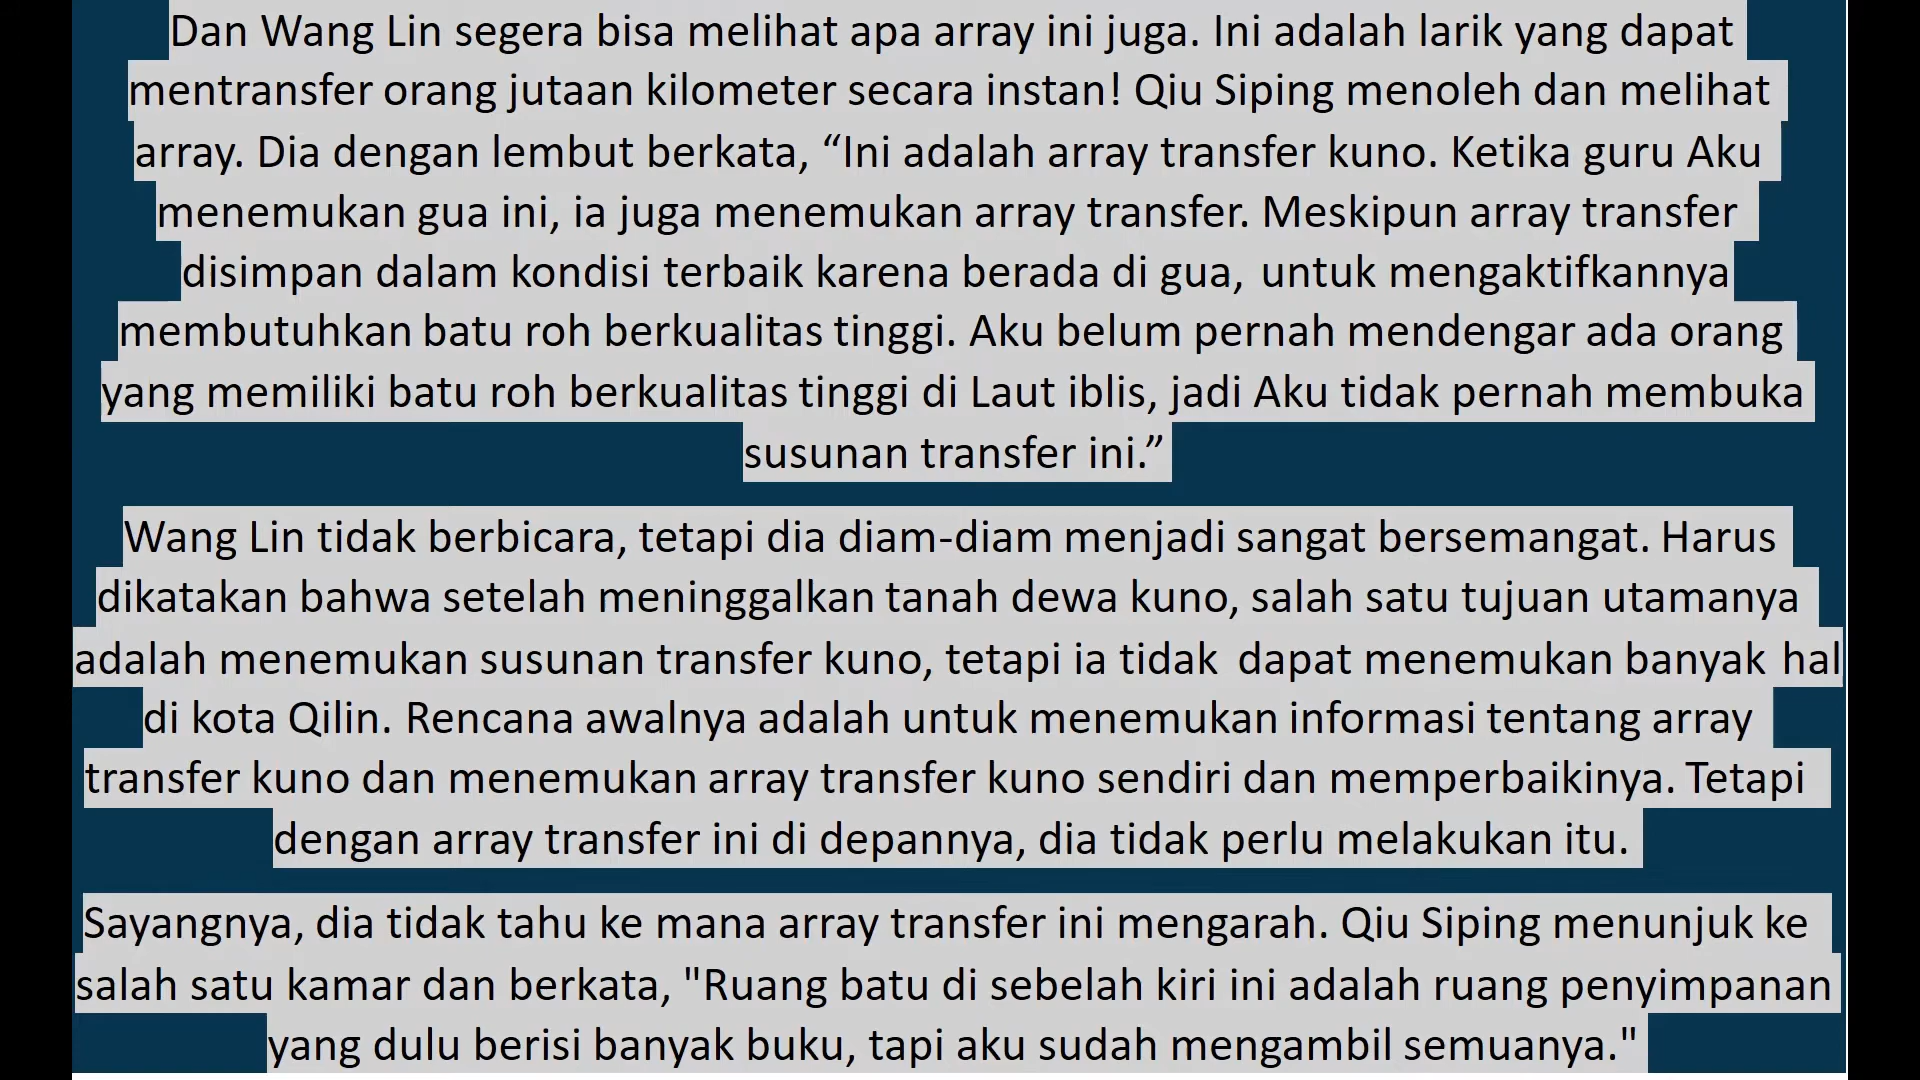 Dan Wang Lin segera bisa melihat apa array ini juga. Ini adalah larik yang dapat
mentransfer orang jutaan kilometer secara instan! Qiu Siping menoleh dan melihat
array. Dia dengan lembut berkata, “Ini adalah array transfer kuno. Ketika guru Aku
menemukan gua ini, ia juga menemukan array transfer. Meskipun array transfer
disimpan dalam kondisi terbaik karena berada di gua, untuk mengaktifkannya
membutuhkan batu roh berkualitas tinggi. Aku belum pernah mendengar ada orang
yang memiliki batu roh berkualitas tinggi di Laut iblis, jadi Aku tidak pernah membuka
susunan transfer ini.”
Wang Lin tidak berbicara, tetapi dia diam-diam menjadi sangat bersemangat. Harus
dikatakan bahwa setelah meninggalkan tanah dewa kuno, salah satu tujuan utamanya
adalah menemukan susunan transfer kuno, tetapi ia tidak dapat menemukan banyak hal
di kota Qilin. Rencana awalnya adalah untuk menemukan informasi tentang array
transfer kuno dan menemukan array transfer kuno sendiri dan memperbaikinya. Tetapi
dengan array transfer ini di depannya, dia tidak perlu melakukan itu.
Sayangnya, dia tidak tahu ke mana array transfer ini mengarah. Qiu Siping menunjuk ke
salah satu kamar dan berkata, "Ruang batu di sebelah kiri ini adalah ruang penyimpanan
yang dulu berisi banyak buku, tapi aku sudah mengambil semuanya."